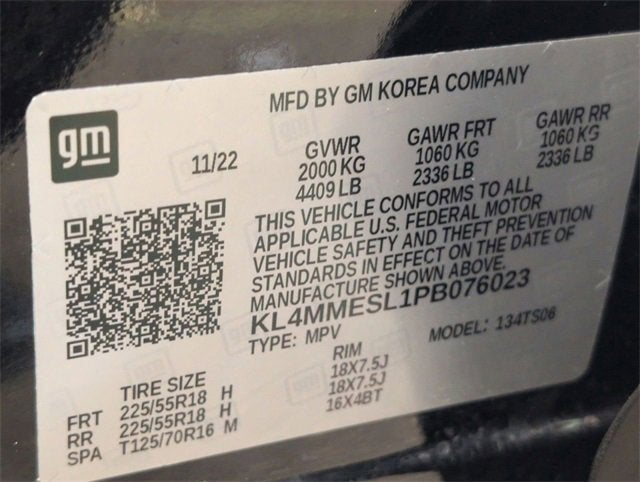 gm
MFD BY GM KOREA COMPANY
11/22
GVWR GAWR FRT GAWR RR
2000 KG 1060 KG 1060 KG
4409 LB 2336 LB 2336 LB
THIS VEHICLE CONFORMS TO ALL
APPLICABLE U.S. FEDERAL MOTOR
VEHICLE SAFETY AND THEFT PREVENTION
STANDARDS IN EFFECT ON THE DATE OF
MANUFACTURE SHOWN ABOVE.
KL4MMESL1PB076023
TYPE: MPV MODEL: 134TS06
TIRE SIZE RIM
FRT 225/55R18 H 18X7.5J
RR 225/55R18 H 18X7.5J
SPA T125/70R16 M 16X4BT